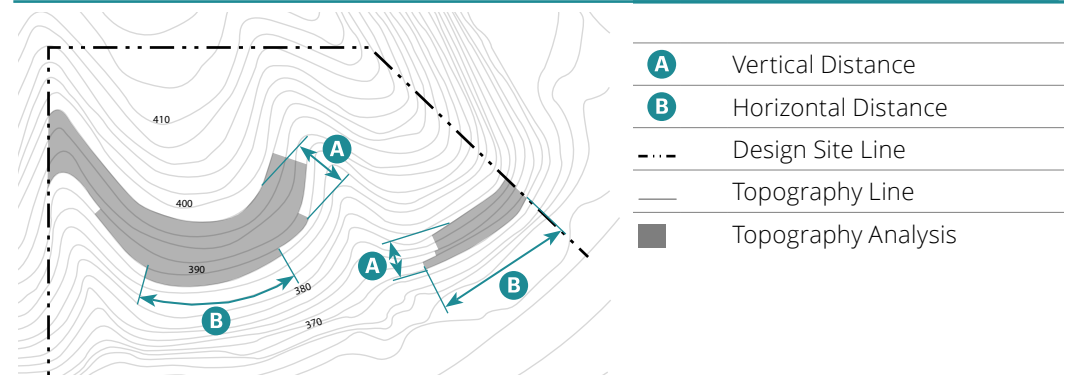 410
400
390
380
370
A
A
B
B
A Vertical Distance
B Horizontal Distance
Design Site Line
Topography Line
Topography Analysis